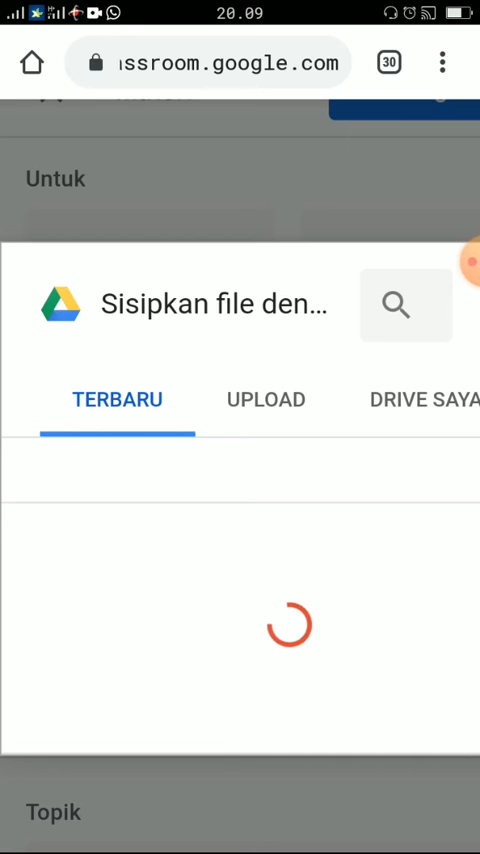 20.09
ssroom.google.com
30
Untuk
Sisipkan file den...
TERBARU
UPLOAD
DRIVE SAYA
Topik